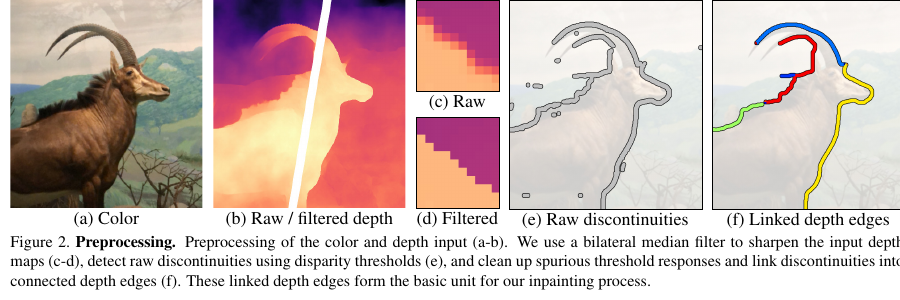 (c) Raw
(a) Color
(b) Raw / filtered depth
(d) Filtered
(e) Raw discontinuities
(f) Linked depth edges
Figure 2. Preprocessing. Preprocessing of the color and depth input (a-b). We use a bilateral median filter to sharpen the input depth
maps (c-d), detect raw discontinuities using disparity thresholds (e), and clean up spurious threshold responses and link discontinuities into
connected depth edges (f). These linked depth edges form the basic unit for our inpainting process.